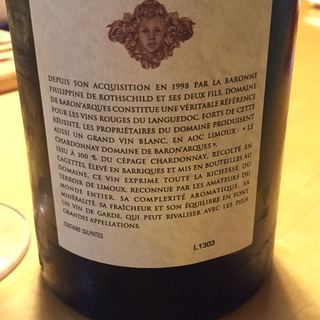 DEPUIS SON ACQUISITION EN 1998 PAR LA BARONNE
PHILIPPINE DE ROTHSCHILD ET SES DEUX FILS, DOMAINE
DE BARON'ARQUES CONSTITUE UNE VÉRITABLE RÉFÉRENCE
POUR LES VINS ROUGES DU LANGUEDOC. FORTS DE CETTE
RÉUSSITE, LES PROPRIÉTAIRES DU DOMAINE PRODUISENT
AUSSI UN GRAND VIN BLANC, EN AOC LIMOUX : « LE
CHARDONNAY DOMAINE DE BARON'ARQUES ».
ISSU À 100 % DU CÉPAGE CHARDONNAY, RÉCOLTÉ EN
CAGETTES, ÉLEVÉ EN BARRIQUES ET MIS EN BOUTEILLES AU
DOMAINE, CE VIN EXPRIME TOUTE LA RICHESSE DU
TERROIR DE LIMOUX. RECONNUE PAR LES AMATEURS DU
MONDE ENTIER, SA COMPLEXITÉ AROMATIQUE, SA
MINÉRALITÉ, SA FRAÎCHEUR ET SON ÉQUILIBRE EN FONT
UN VIN DE GARDE, QUI PEUT RIVALISER AVEC LES PLUS
GRANDES APPELLATIONS.
CONTAINS SULPHITES
L1303